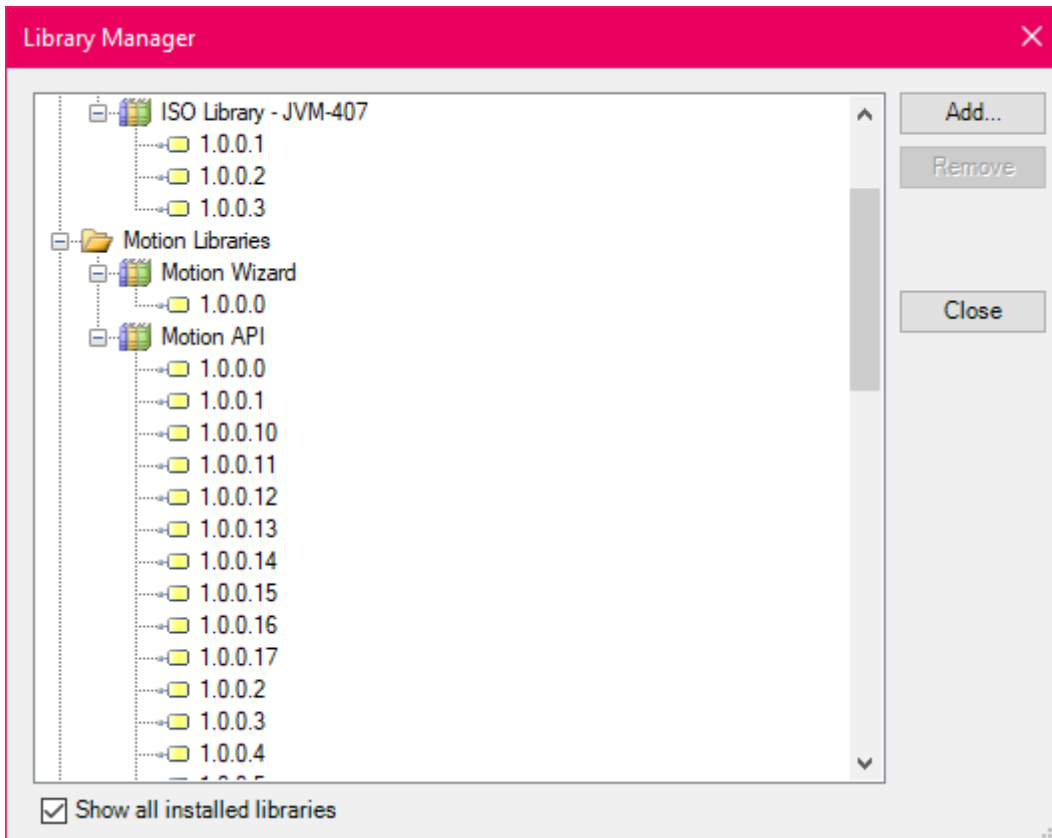 Library Manager
ISO Library - JVM-407
1.0.0.1
1.0.0.2
1.0.0.3
Motion Libraries
Motion Wizard
1.0.0.0
Motion API
1.0.0.0
1.0.0.1
1.0.0.10
1.0.0.11
1.0.0.12
1.0.0.13
1.0.0.14
1.0.0.15
1.0.0.16
1.0.0.17
1.0.0.2
1.0.0.3
1.0.0.4
Add...
Remove
Close
Show all installed libraries